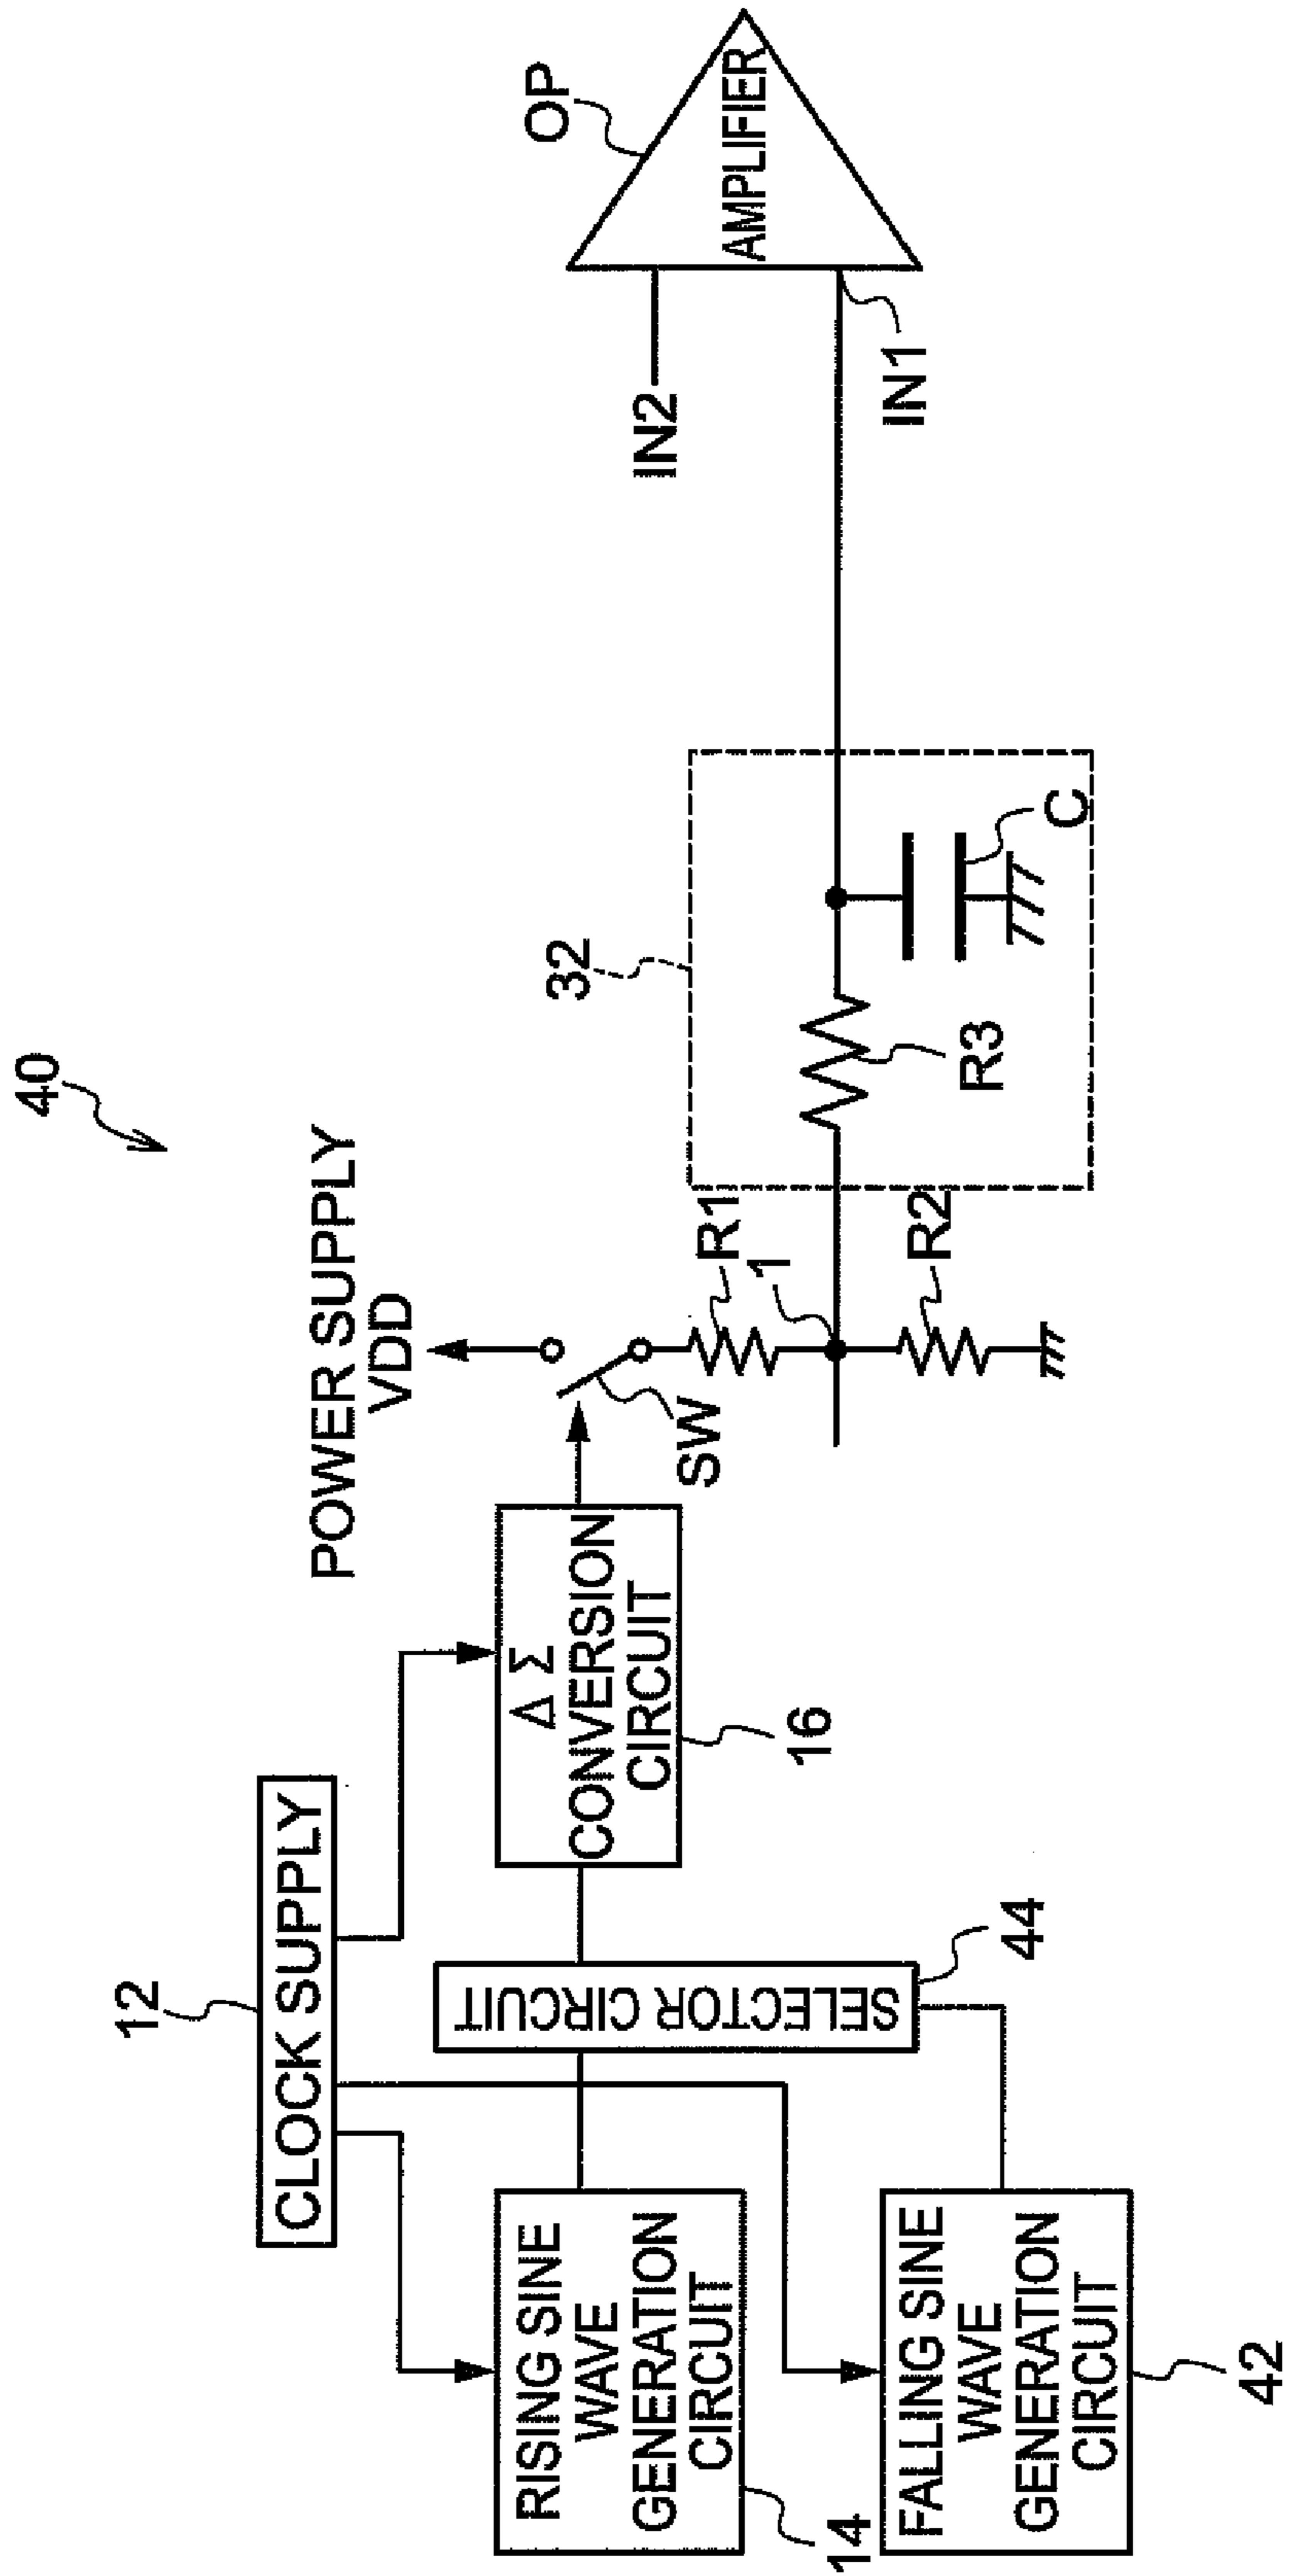 40
12
CLOCK SUPPLY
POWER SUPPLY
VDD
32
OP
RISING SINE
WAVE
GENERATION
CIRCUIT
14
SELECTOR CIRCUIT
44
Δ Σ
CONVERSION
CIRCUIT
16
SW
R1
1
R2
R3
C
IN2
IN1
AMPLIFIER
FALLING SINE
WAVE
GENERATION
CIRCUIT
42